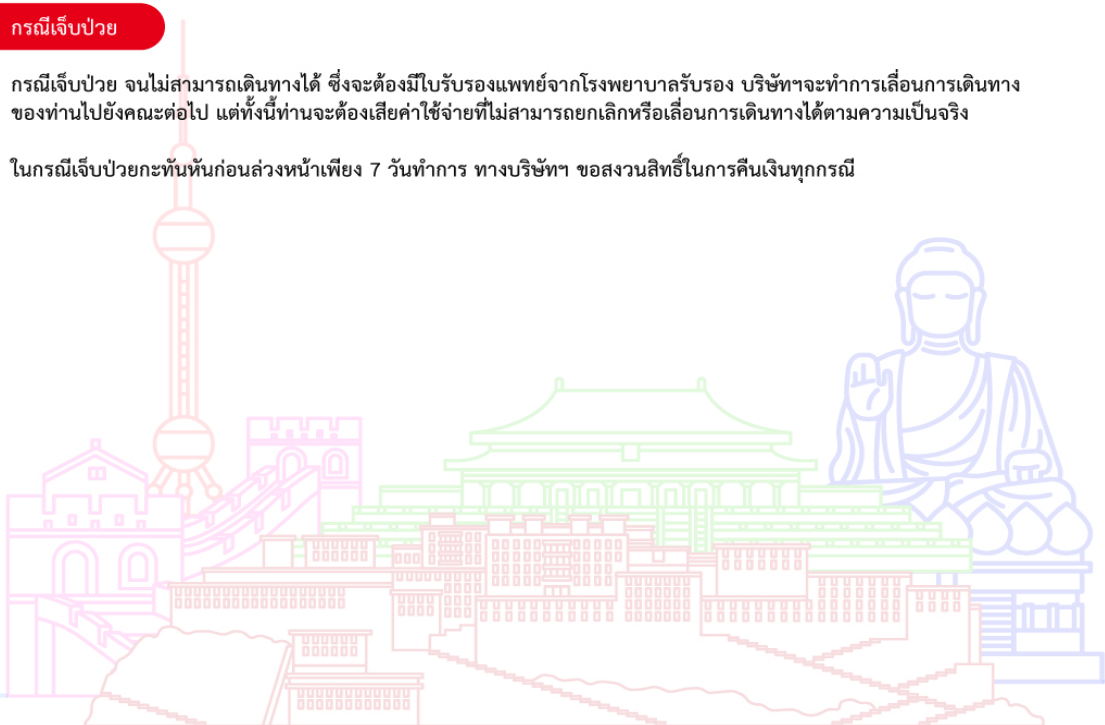 กรณีเจ็บป่วย
กรณีเจ็บป่วย จนไม่สามารถเดินทางได้ ซึ่งจะต้องมีใบรับรองแพทย์จากโรงพยาบาลรับรอง บริษัทฯจะทำการเลื่อนการเดินทาง
ของท่านไปยังคณะต่อไป แต่ทั้งนี้ท่านจะต้องเสียค่าใช้จ่ายที่ไม่สามารถยกเลิกหรือเลื่อนการเดินทางได้ตามความเป็นจริง
ในกรณีเจ็บป่วยกะทันหันก่อนล่วงหน้าเพียง 7 วันทำการ ทางบริษัทฯ ขอสงวนสิทธิ์ในการคืนเงินทุกกรณี